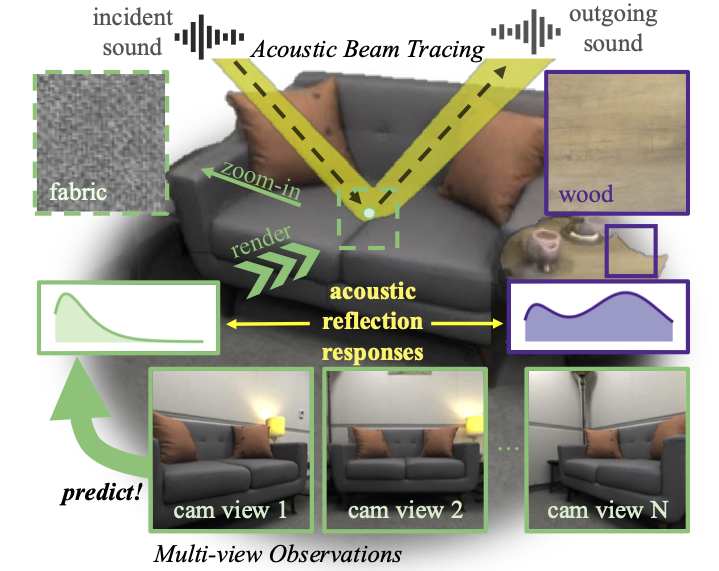 incident
sound
Acoustic Beam Tracing
outgoing
sound
fabric
zoom-in
wood
render
acoustic
reflection
responses
predict!
cam view 1
cam view 2
...
cam view N
Multi-view Observations